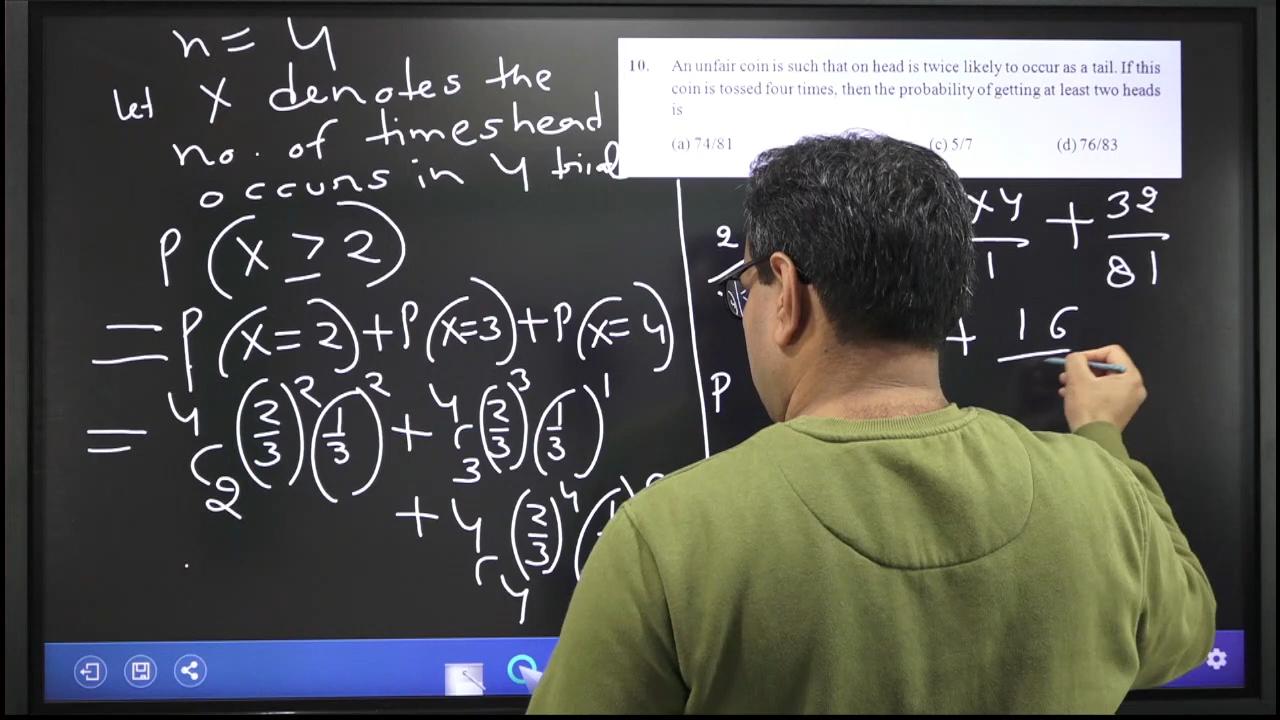 n = 4
let X denotes the
no. of times head
occurs in 4 trial
P (X ≥ 2)
= P (X = 2) + P (X = 3) + P (X = 4)
= 4C2 (2/3)^2 (1/3)^2 + 4C3 (2/3)^3 (1/3)^1
+ 4C4 (2/3)^4
10. An unfair coin is such that on head is twice likely to occur as a tail. If this
coin is tossed four times, then the probability of getting at least two heads
is
(a) 74/81 (c) 5/7 (d) 76/83
2 x 4 / 1 + 32/81
P + 16